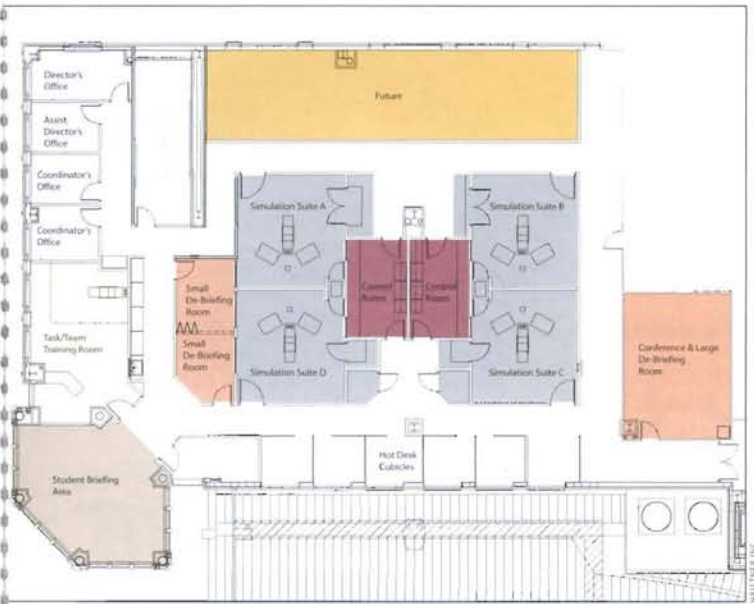 Director's
Office
Future
Assist.
Director's
Office
Coordinator's
Office
Coordinator's
Office
Simulation Suite A
Simulation Suite B
Control
Room
Control
Room
Small
De-Briefing
Room
Small
De-Briefing
Room
Task/Team
Training Room
Simulation Suite D
Simulation Suite C
Conference & Large
De-Briefing
Room
Hot Desk
Cubicles
Student Briefing
Area